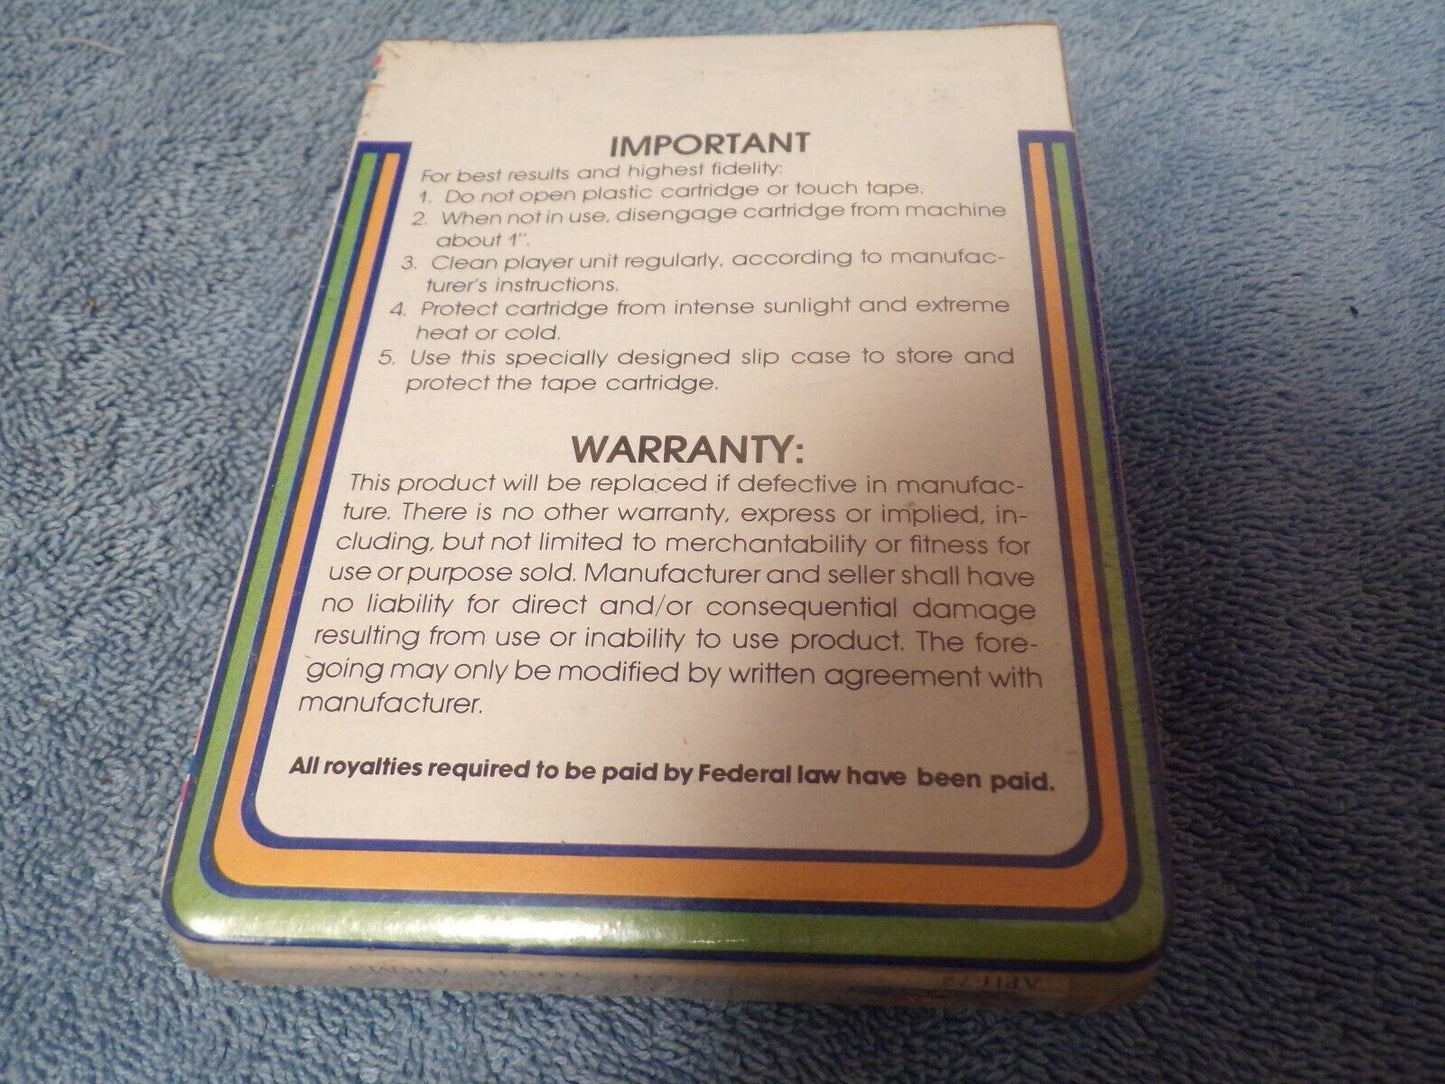 IMPORTANT
For best results and highest fidelity:
1. Do not open plastic cartridge or touch tape.
2. When not in use, disengage cartridge from machine
about 1".
3. Clean player unit regularly, according to manufac-
turer's instructions.
4. Protect cartridge from intense sunlight and extreme
heat or cold.
5. Use this specially designed slip case to store and
protect the tape cartridge.
WARRANTY:
This product will be replaced if defective in manufac-
ture. There is no other warranty, express or implied, in-
cluding, but not limited to merchantability or fitness for
use or purpose sold. Manufacturer and seller shall have
no liability for direct and/or consequential damage
resulting from use or inability to use product. The fore-
going may only be modified by written agreement with
manufacturer.
All royalties required to be paid by Federal law have been paid.